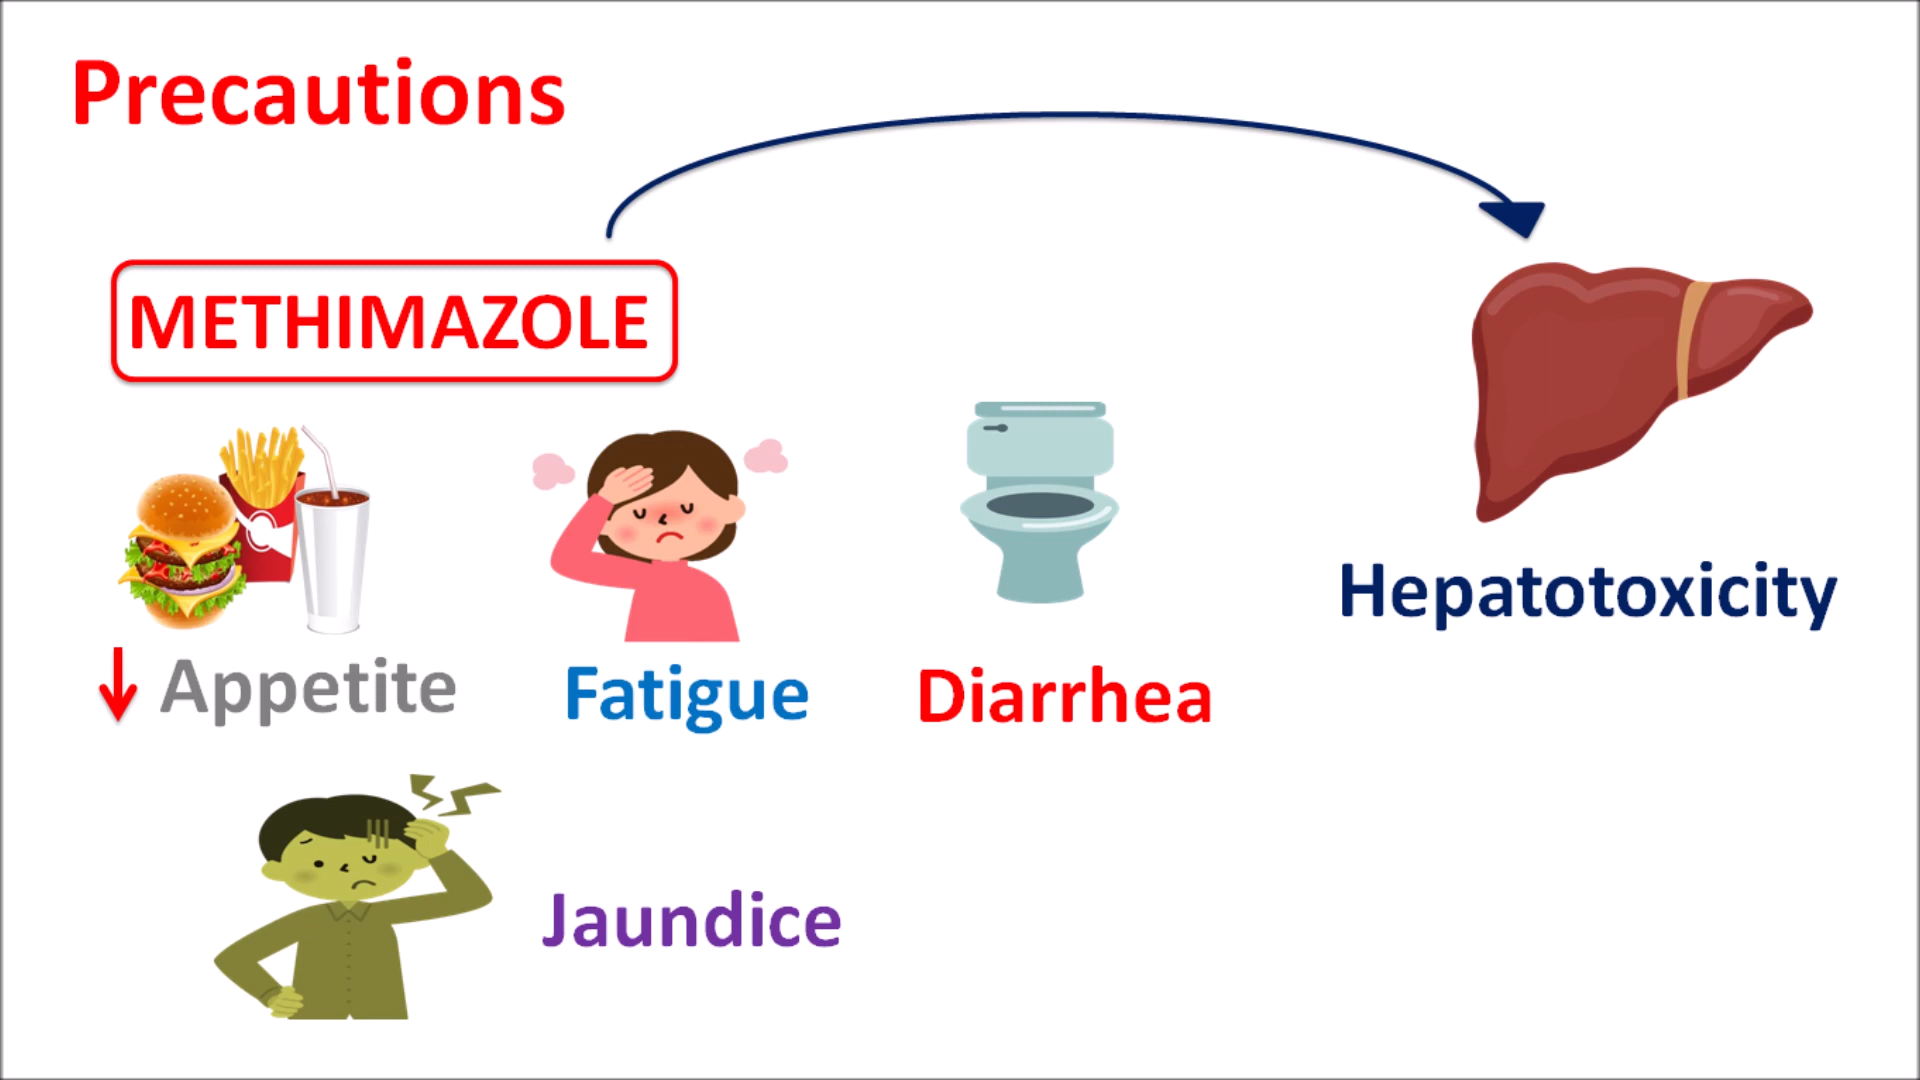 Precautions
METHIMAZOLE
Hepatotoxicity
↓ Appetite
Fatigue
Diarrhea
Jaundice